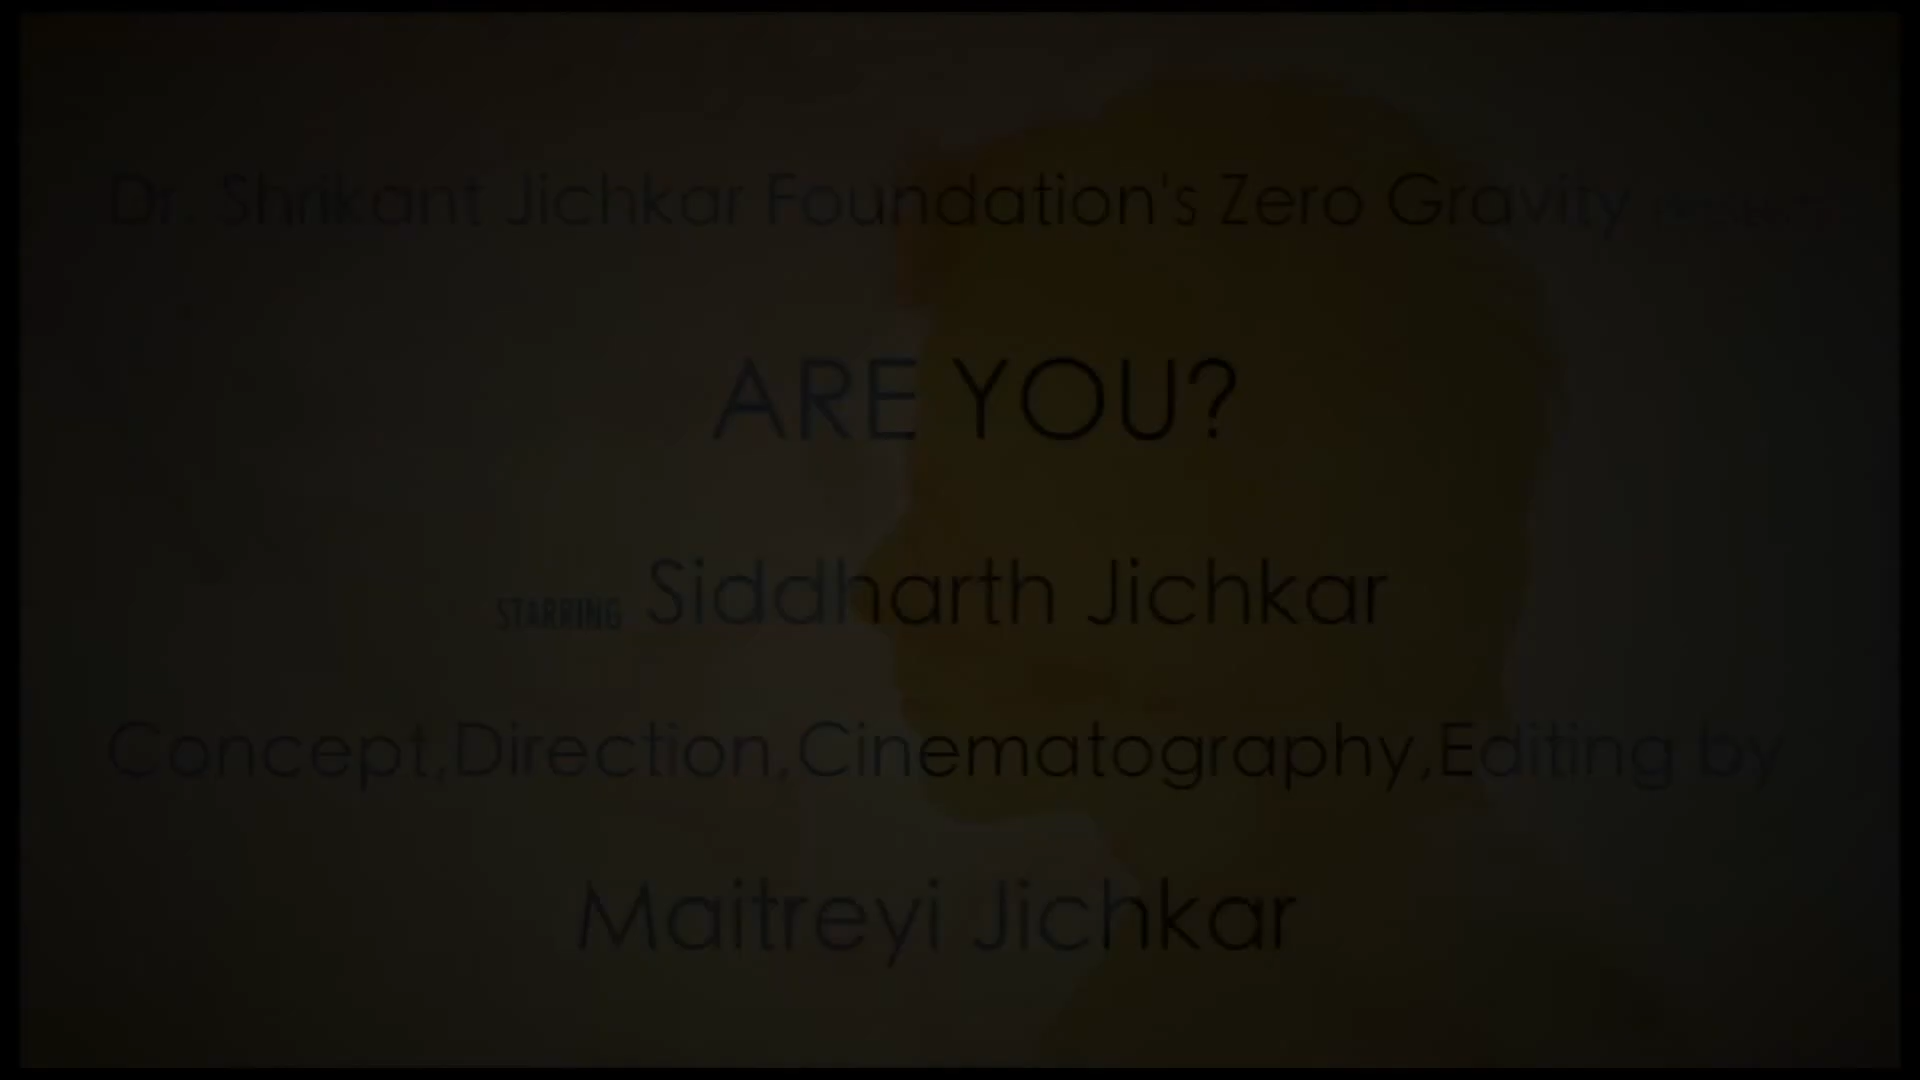 Dr. Shrikant Jichkar Foundation's Zero Gravity
ARE YOU?
STARRING Siddharth Jichkar
Concept,Direction,Cinematography,Editing by
Maitreyi Jichkar